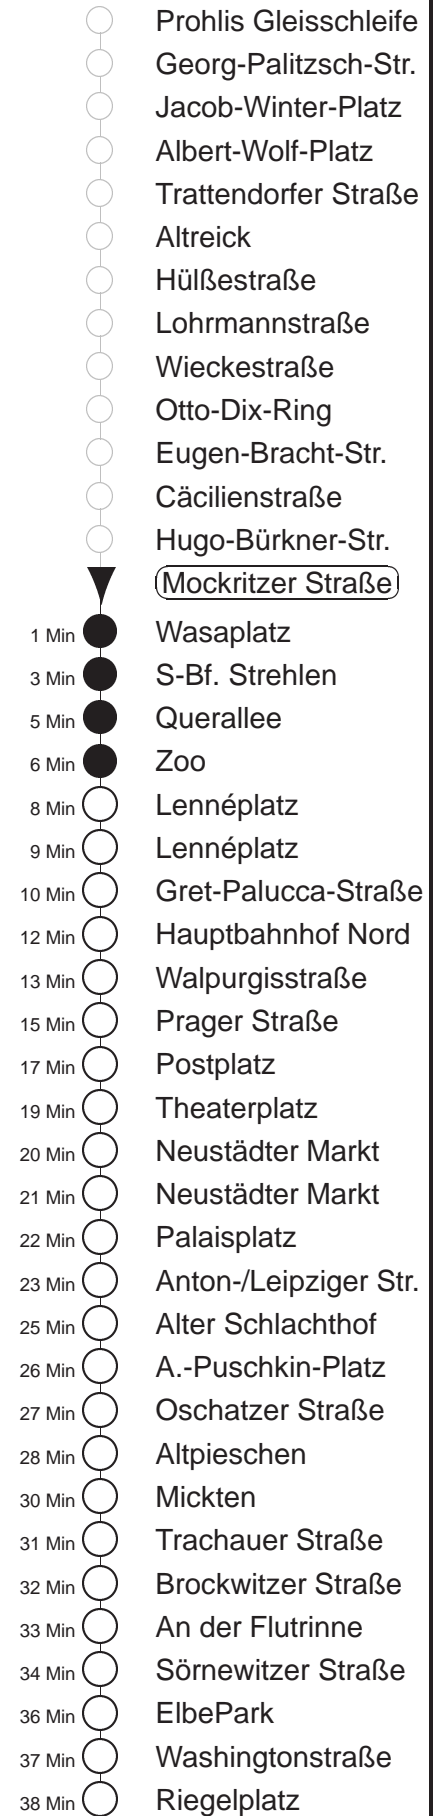 Prohlis Gleisschleife
Georg-Palitzsch-Str.
Jacob-Winter-Platz
Albert-Wolf-Platz
Trattendorfer Straße
Altreick
Hülßestraße
Lohrmannstraße
Wieckestraße
Otto-Dix-Ring
Eugen-Bracht-Str.
Cäcilienstraße
Hugo-Bürkner-Str.
Mockritzer Straße
1 Min Wasaplatz
3 Min S-Bf. Strehlen
5 Min Querallee
6 Min Zoo
8 Min Lennéplatz
9 Min Lennéplatz
10 Min Gret-Palucca-Straße
12 Min Hauptbahnhof Nord
13 Min Walpurgisstraße
15 Min Prager Straße
17 Min Postplatz
19 Min Theaterplatz
20 Min Neustädter Markt
21 Min Neustädter Markt
22 Min Palaisplatz
23 Min Anton-/Leipziger Str.
25 Min Alter Schlachthof
26 Min A.-Puschkin-Platz
27 Min Oschatzer Straße
28 Min Altpieschen
30 Min Mickten
31 Min Trachauer Straße
32 Min Brockwitzer Straße
33 Min An der Flutrinne
34 Min Sörnewitzer Straße
36 Min ElbePark
37 Min Washingtonstraße
38 Min Riegelplatz